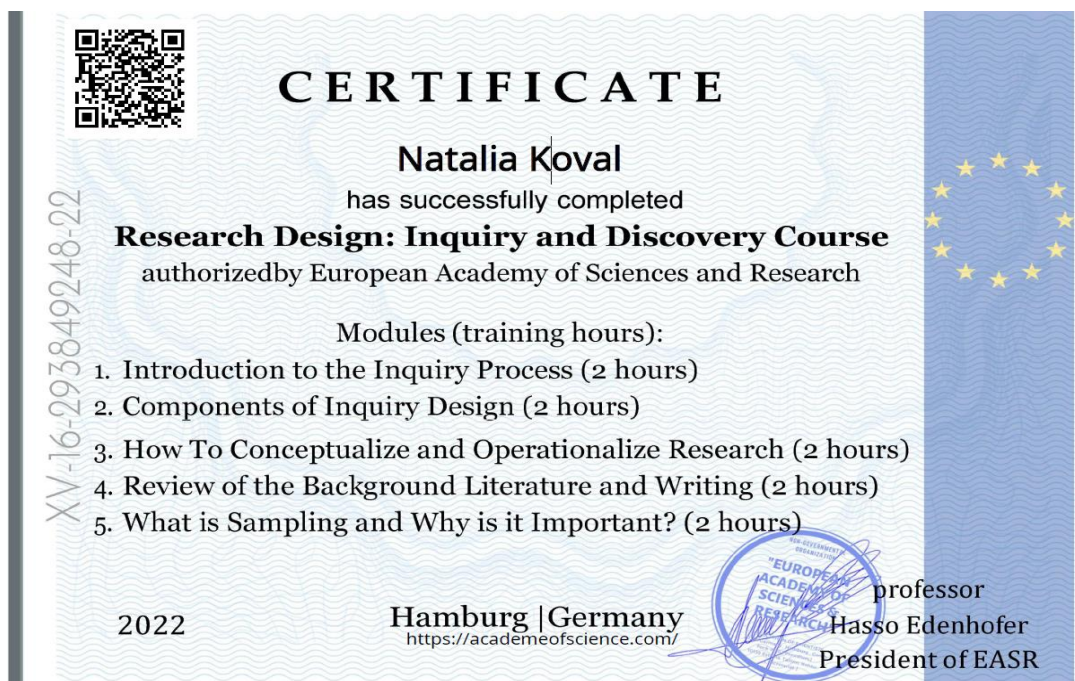 CERTIFICATE
Natalia Koval
has successfully completed
Research Design: Inquiry and Discovery Course
authorizedby European Academy of Sciences and Research
XV-16-293849248-22
Modules (training hours):
1. Introduction to the Inquiry Process (2 hours)
2. Components of Inquiry Design (2 hours)
3. How To Conceptualize and Operationalize Research (2 hours)
4. Review of the Background Literature and Writing (2 hours)
5. What is Sampling and Why is it Important? (2 hours)
NON-GOVERNMENTAL
ORGANIZATION
"EUROPEAN
ACADEMY OF
SCIENCES &
RESEARCH"
2022
Hamburg |Germany
https://academeofscience.com/
professor
Hasso Edenhofer
President of EASR